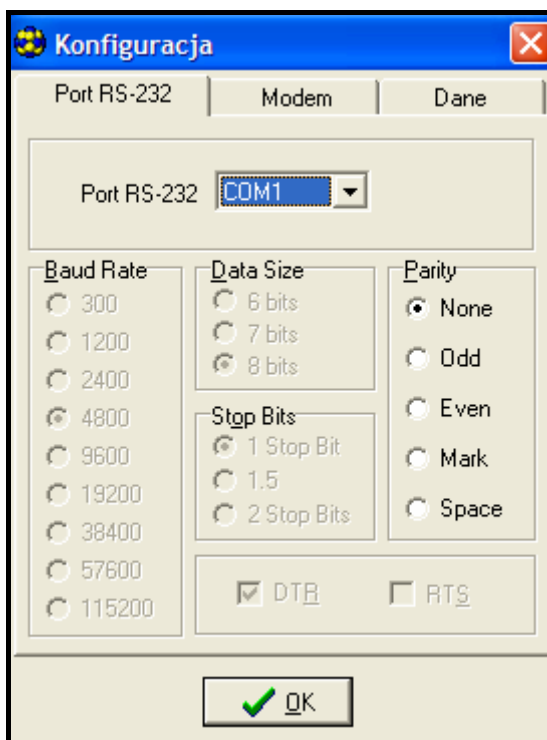 Konfiguracja
Port RS-232 Modem Dane
Port RS-232 COM1
Baud Rate
300
1200
2400
4800
9600
19200
38400
57600
115200
Data Size
6 bits
7 bits
8 bits
Stop Bits
1 Stop Bit
1.5
2 Stop Bits
Parity
None
Odd
Even
Mark
Space
DTR RTS
OK